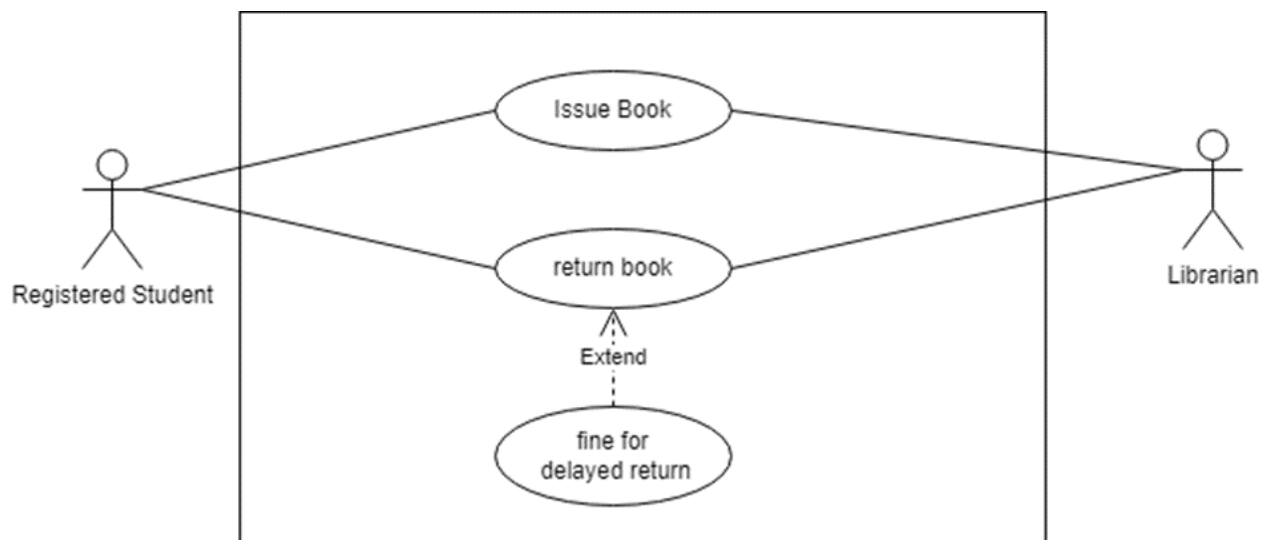 Issue Book
return book
Registered Student
Librarian
Extend
fine for
delayed return